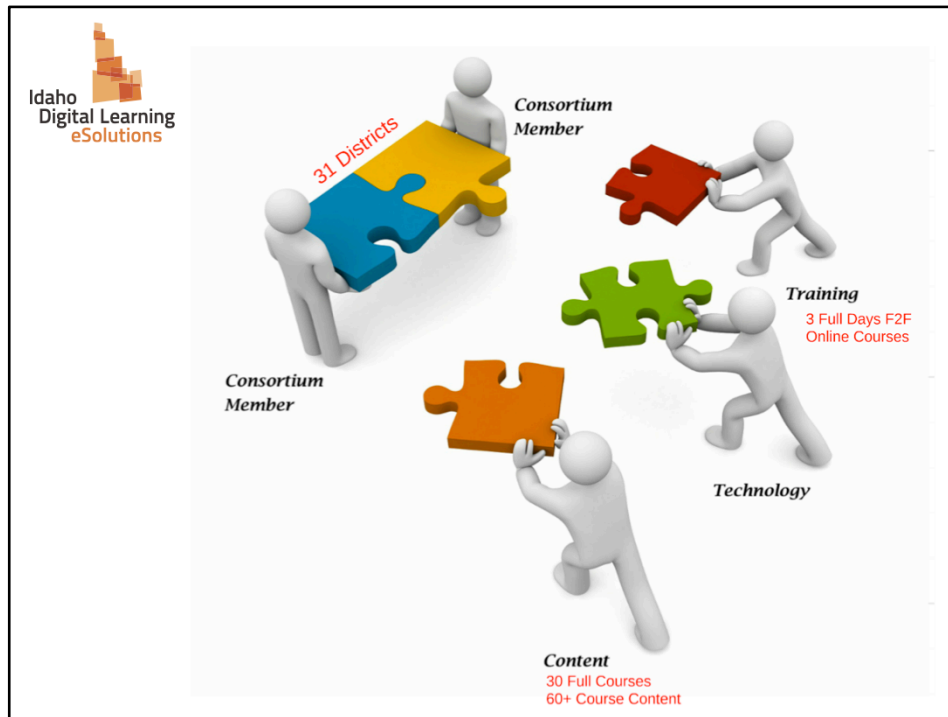 Idaho
Digital Learning
eSolutions
31 Districts
Consortium
Member
Consortium
Member
Training
3 Full Days F2F
Online Courses
Technology
Content
30 Full Courses
60+ Course Content